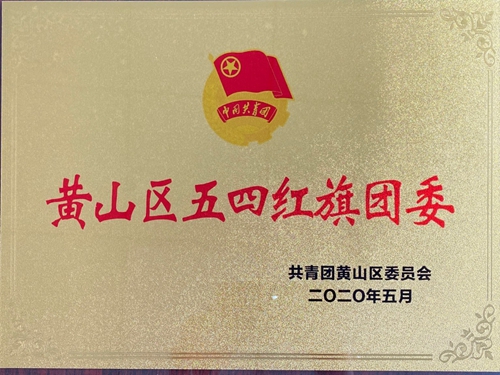 中国共青团
黄山区五四红旗团委
共青团黄山区委员会
二〇二〇年五月